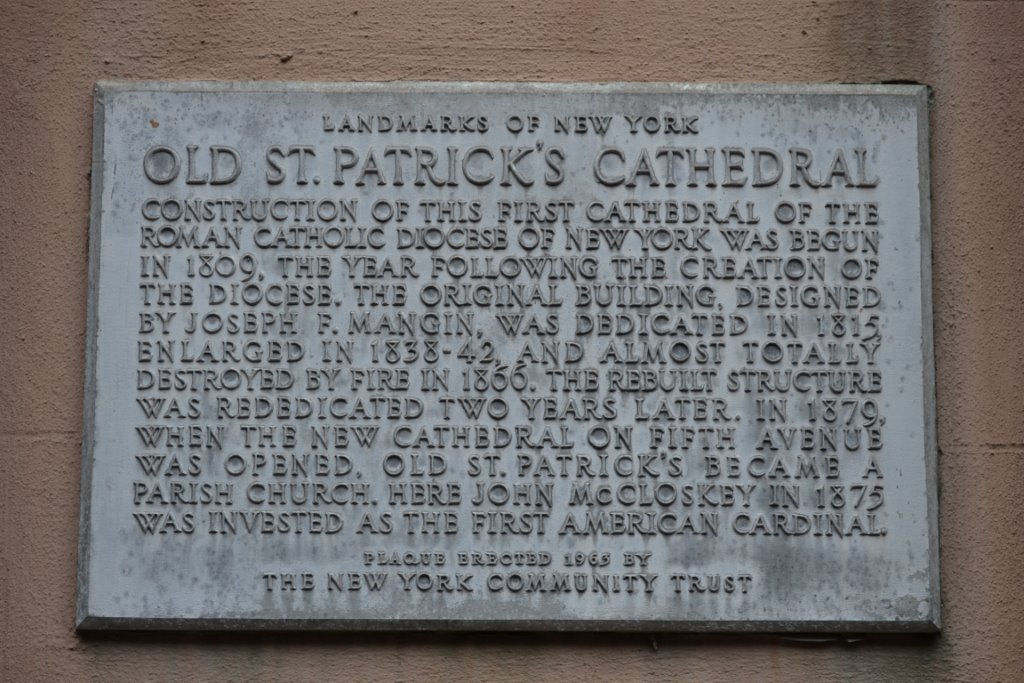 LANDMARKS OF NEW YORK
OLD ST. PATRICK'S CATHEDRAL
CONSTRUCTION OF THIS FIRST CATHEDRAL OF THE
ROMAN CATHOLIC DIOCESE OF NEW YORK WAS BEGUN
IN 1809, THE YEAR FOLLOWING THE CREATION OF
THE DIOCESE. THE ORIGINAL BUILDING, DESIGNED
BY JOSEPH F. MANGIN, WAS DEDICATED IN 1815,
ENLARGED IN 1838-42, AND ALMOST TOTALLY
DESTROYED BY FIRE IN 1866. THE REBUILT STRUCTURE
WAS REDEDICATED TWO YEARS LATER. IN 1879,
WHEN THE NEW CATHEDRAL ON FIFTH AVENUE
WAS OPENED, OLD ST. PATRICK'S BECAME A
PARISH CHURCH. HERE JOHN McCLOSKEY IN 1875
WAS INVESTED AS THE FIRST AMERICAN CARDINAL.
PLAQUE ERECTED 1963 BY
THE NEW YORK COMMUNITY TRUST